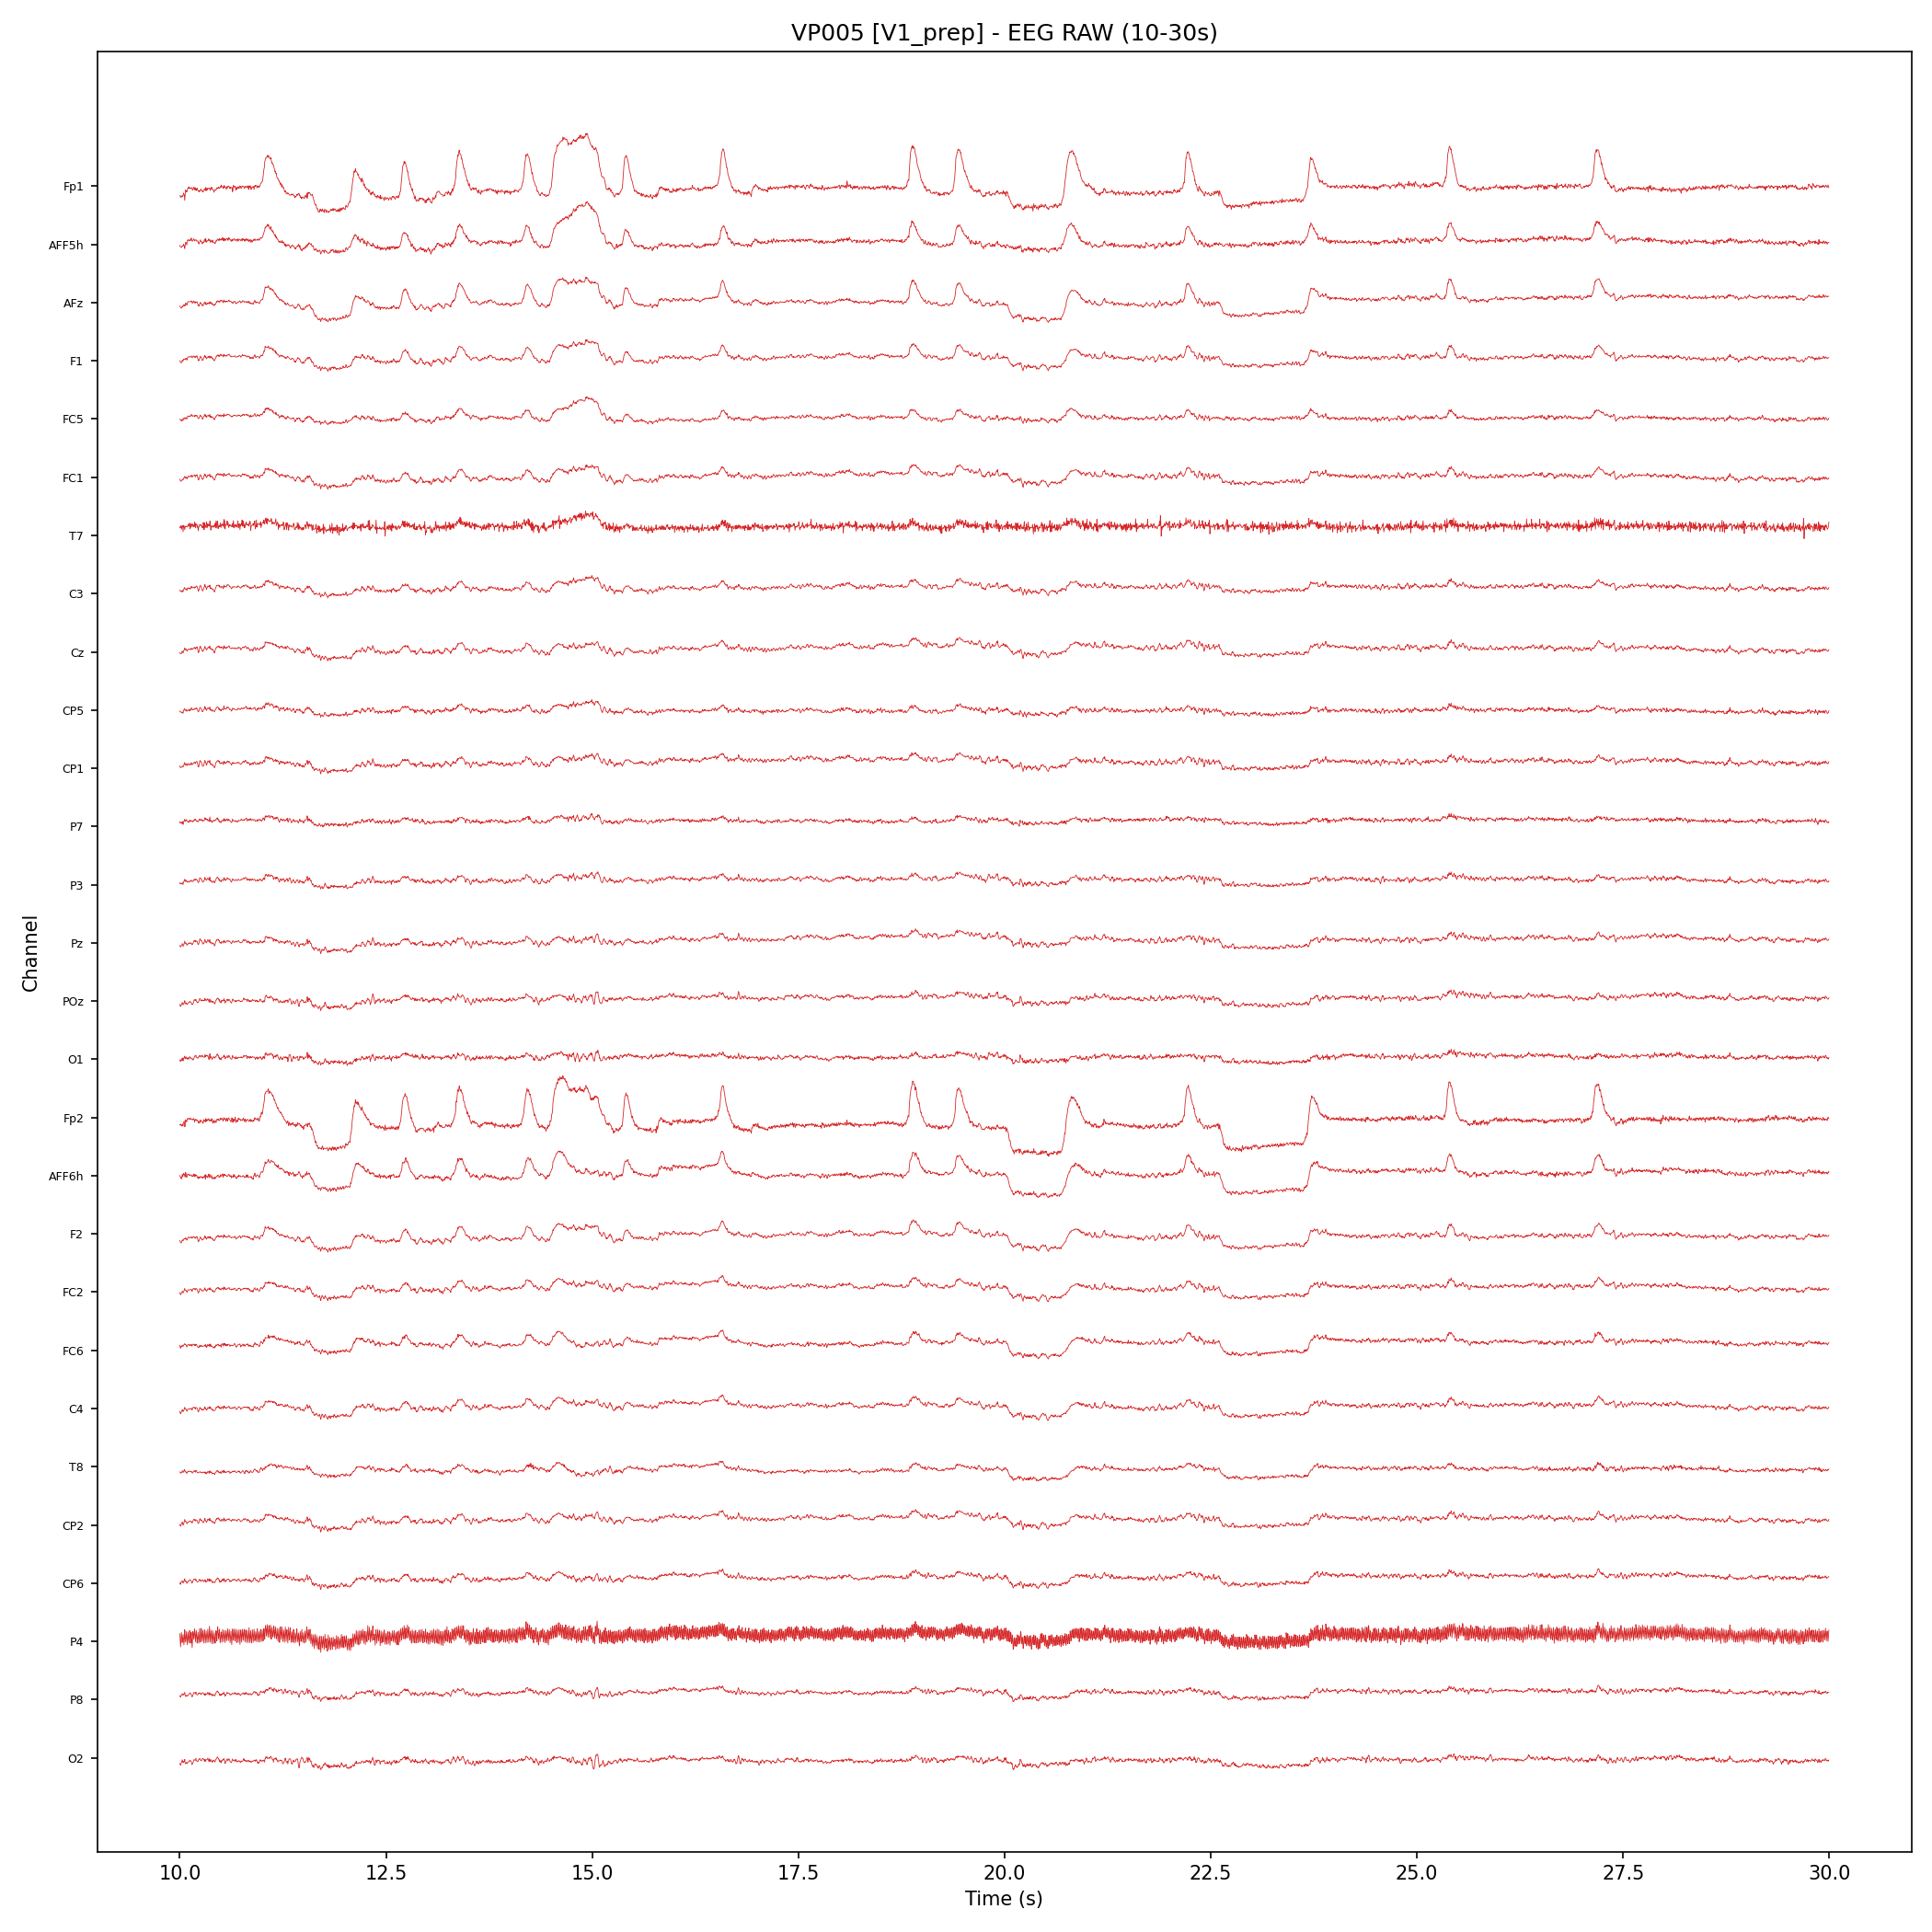 VP005 [V1_prep] - EEG RAW (10-30s)
Fp1
AFF5h
AFz
F1
FC5
FC1
T7
C3
Cz
CP5
CP1
P7
P3
Pz
POz
O1
Fp2
AFF6h
F2
FC2
FC6
C4
T8
CP2
CP6
P4
P8
O2
Channel
10.0 12.5 15.0 17.5 20.0 22.5 25.0 27.5 30.0
Time (s)